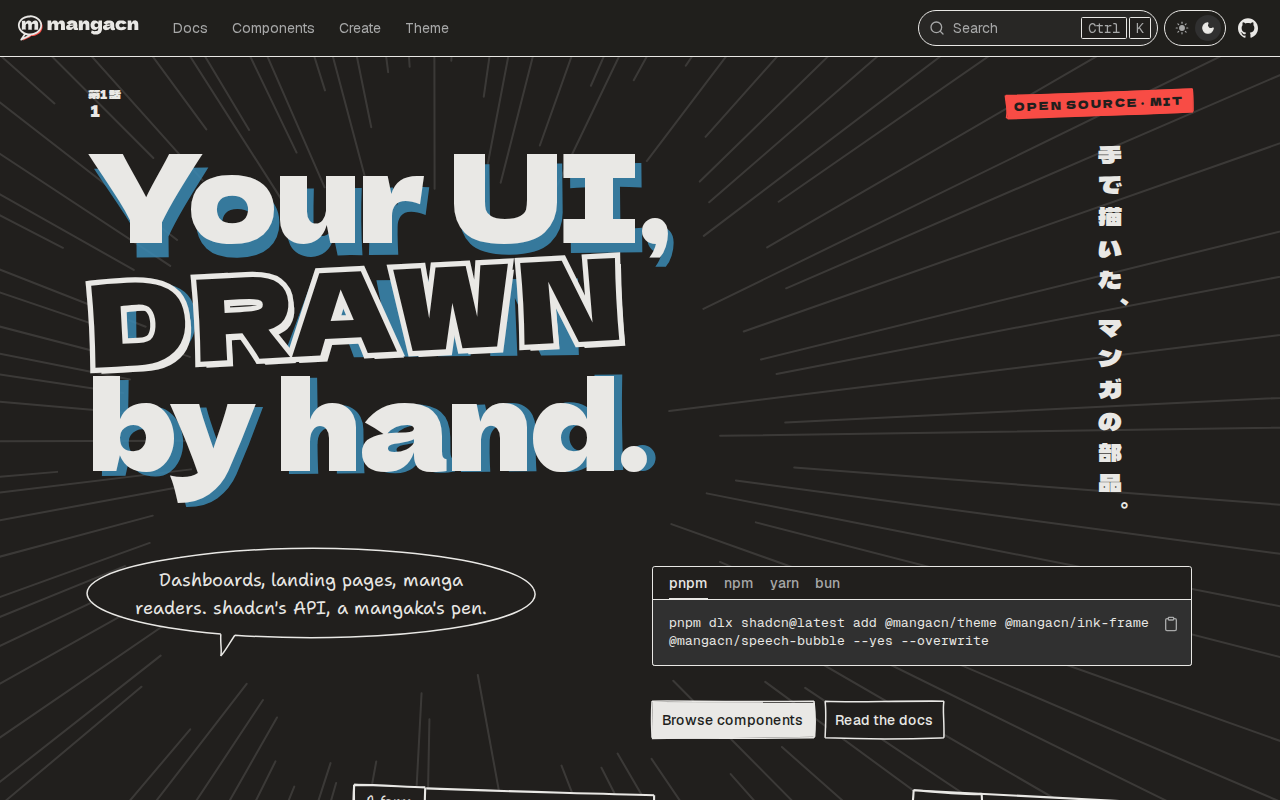 mangacn
Docs
Components
Create
Theme
Search
Ctrl K
第1話
1
OPEN SOURCE · MIT
Your UI,
DRAWN
by hand.
手で描いた、マンガの部品。
Dashboards, landing pages, manga
readers. shadcn's API, a mangaka's pen.
pnpm npm yarn bun
pnpm dlx shadcn@latest add @mangacn/theme @mangacn/ink-frame
@mangacn/speech-bubble --yes --overwrite
Browse components
Read the docs